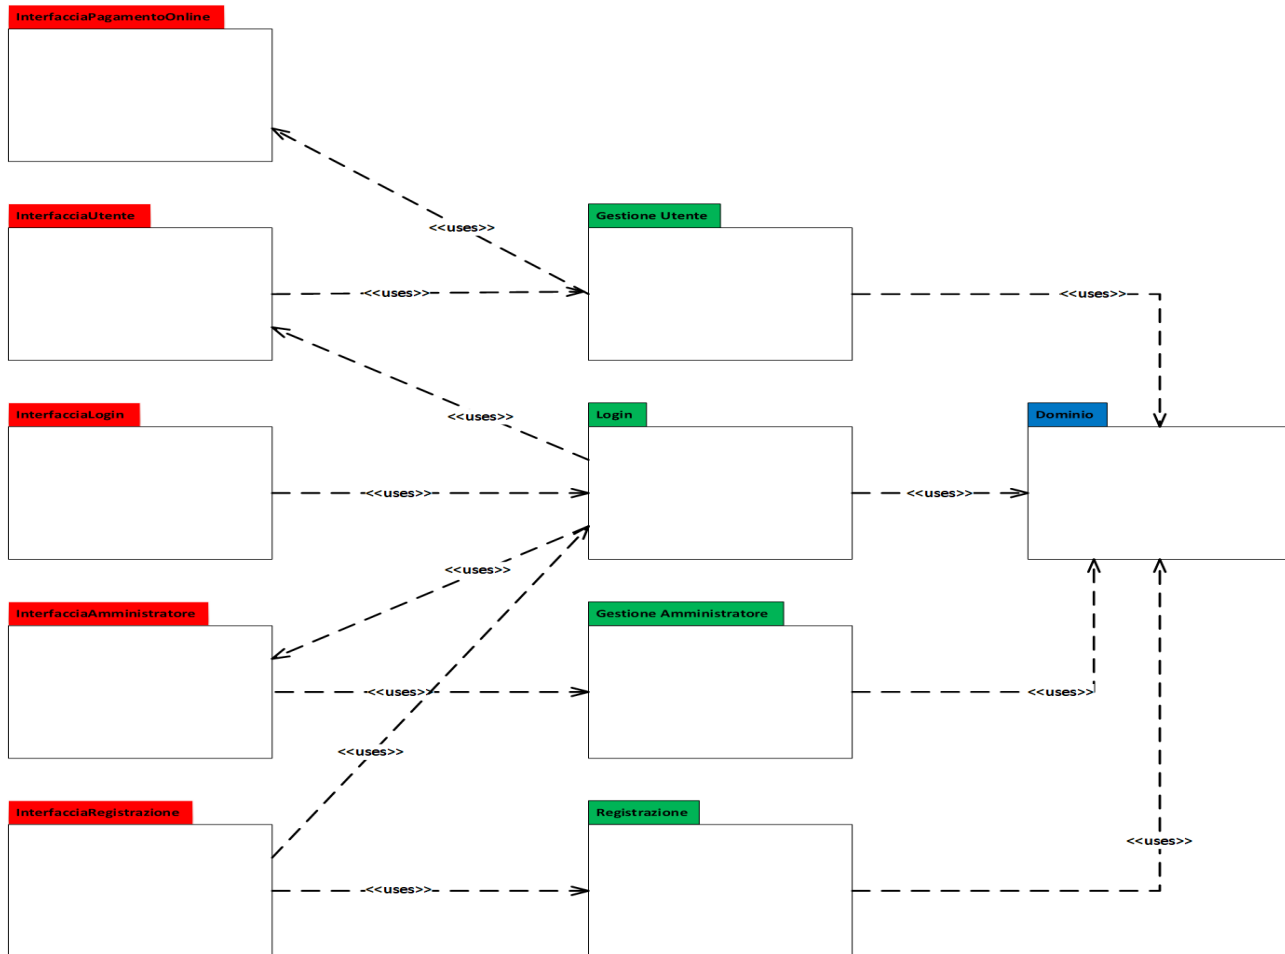 InterfacciaPagamentoOnline
InterfacciaUtente
Gestione Utente
<<uses>>
<<uses>>
<<uses>>
InterfacciaLogin
Login
Dominio
<<uses>>
<<uses>>
<<uses>>
<<uses>>
InterfacciaAmministratore
Gestione Amministratore
<<uses>>
<<uses>>
<<uses>>
InterfacciaRegistrazione
Registrazione
<<uses>>
<<uses>>